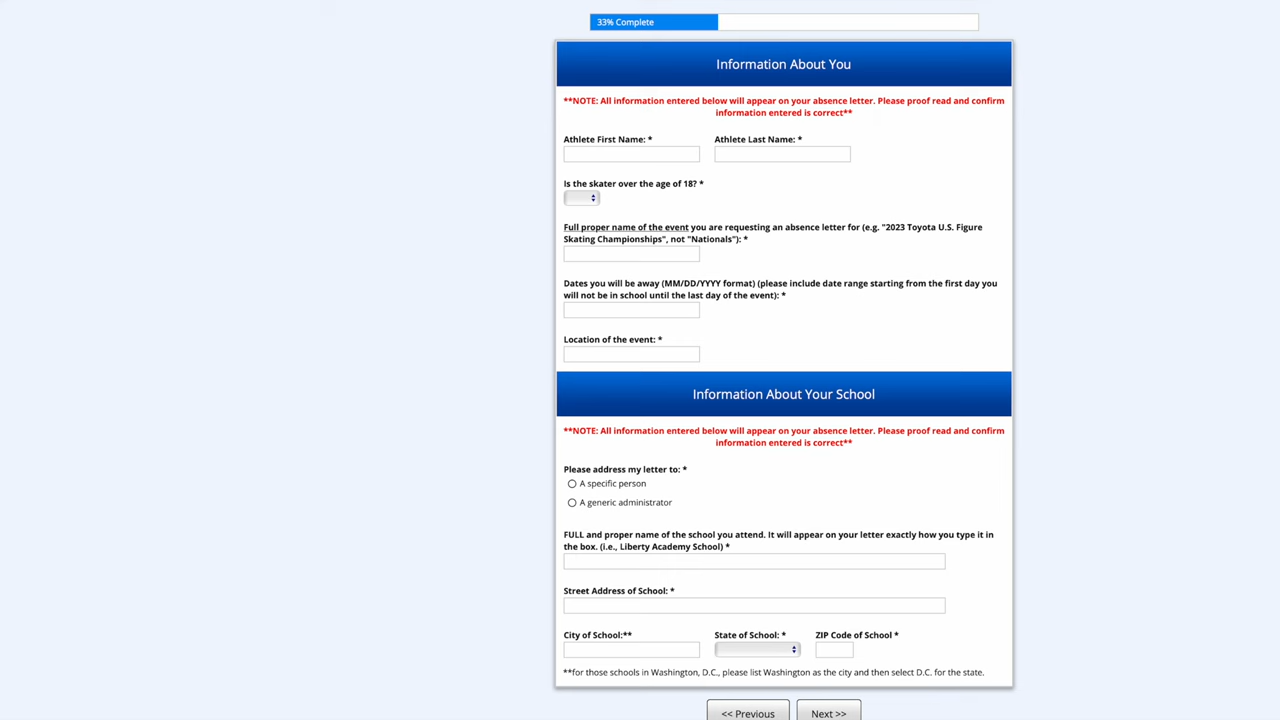 33% Complete
Information About You
**NOTE: All information entered below will appear on your absence letter. Please proof read and confirm
information entered is correct**
Athlete First Name: * Athlete Last Name: *
Is the skater over the age of 18? *
Full proper name of the event you are requesting an absence letter for (e.g. "2023 Toyota U.S. Figure
Skating Championships", not "Nationals"): *
Dates you will be away (MM/DD/YYYY format) (please include date range starting from the first day you
will not be in school until the last day of the event): *
Location of the event: *
Information About Your School
**NOTE: All information entered below will appear on your absence letter. Please proof read and confirm
information entered is correct**
Please address my letter to: *
A specific person
A generic administrator
FULL and proper name of the school you attend. It will appear on your letter exactly how you type it in
the box. (i.e., Liberty Academy School) *
Street Address of School: *
City of School:** State of School: * ZIP Code of School *
**for those schools in Washington, D.C., please list Washington as the city and then select D.C. for the state.
<< Previous Next >>